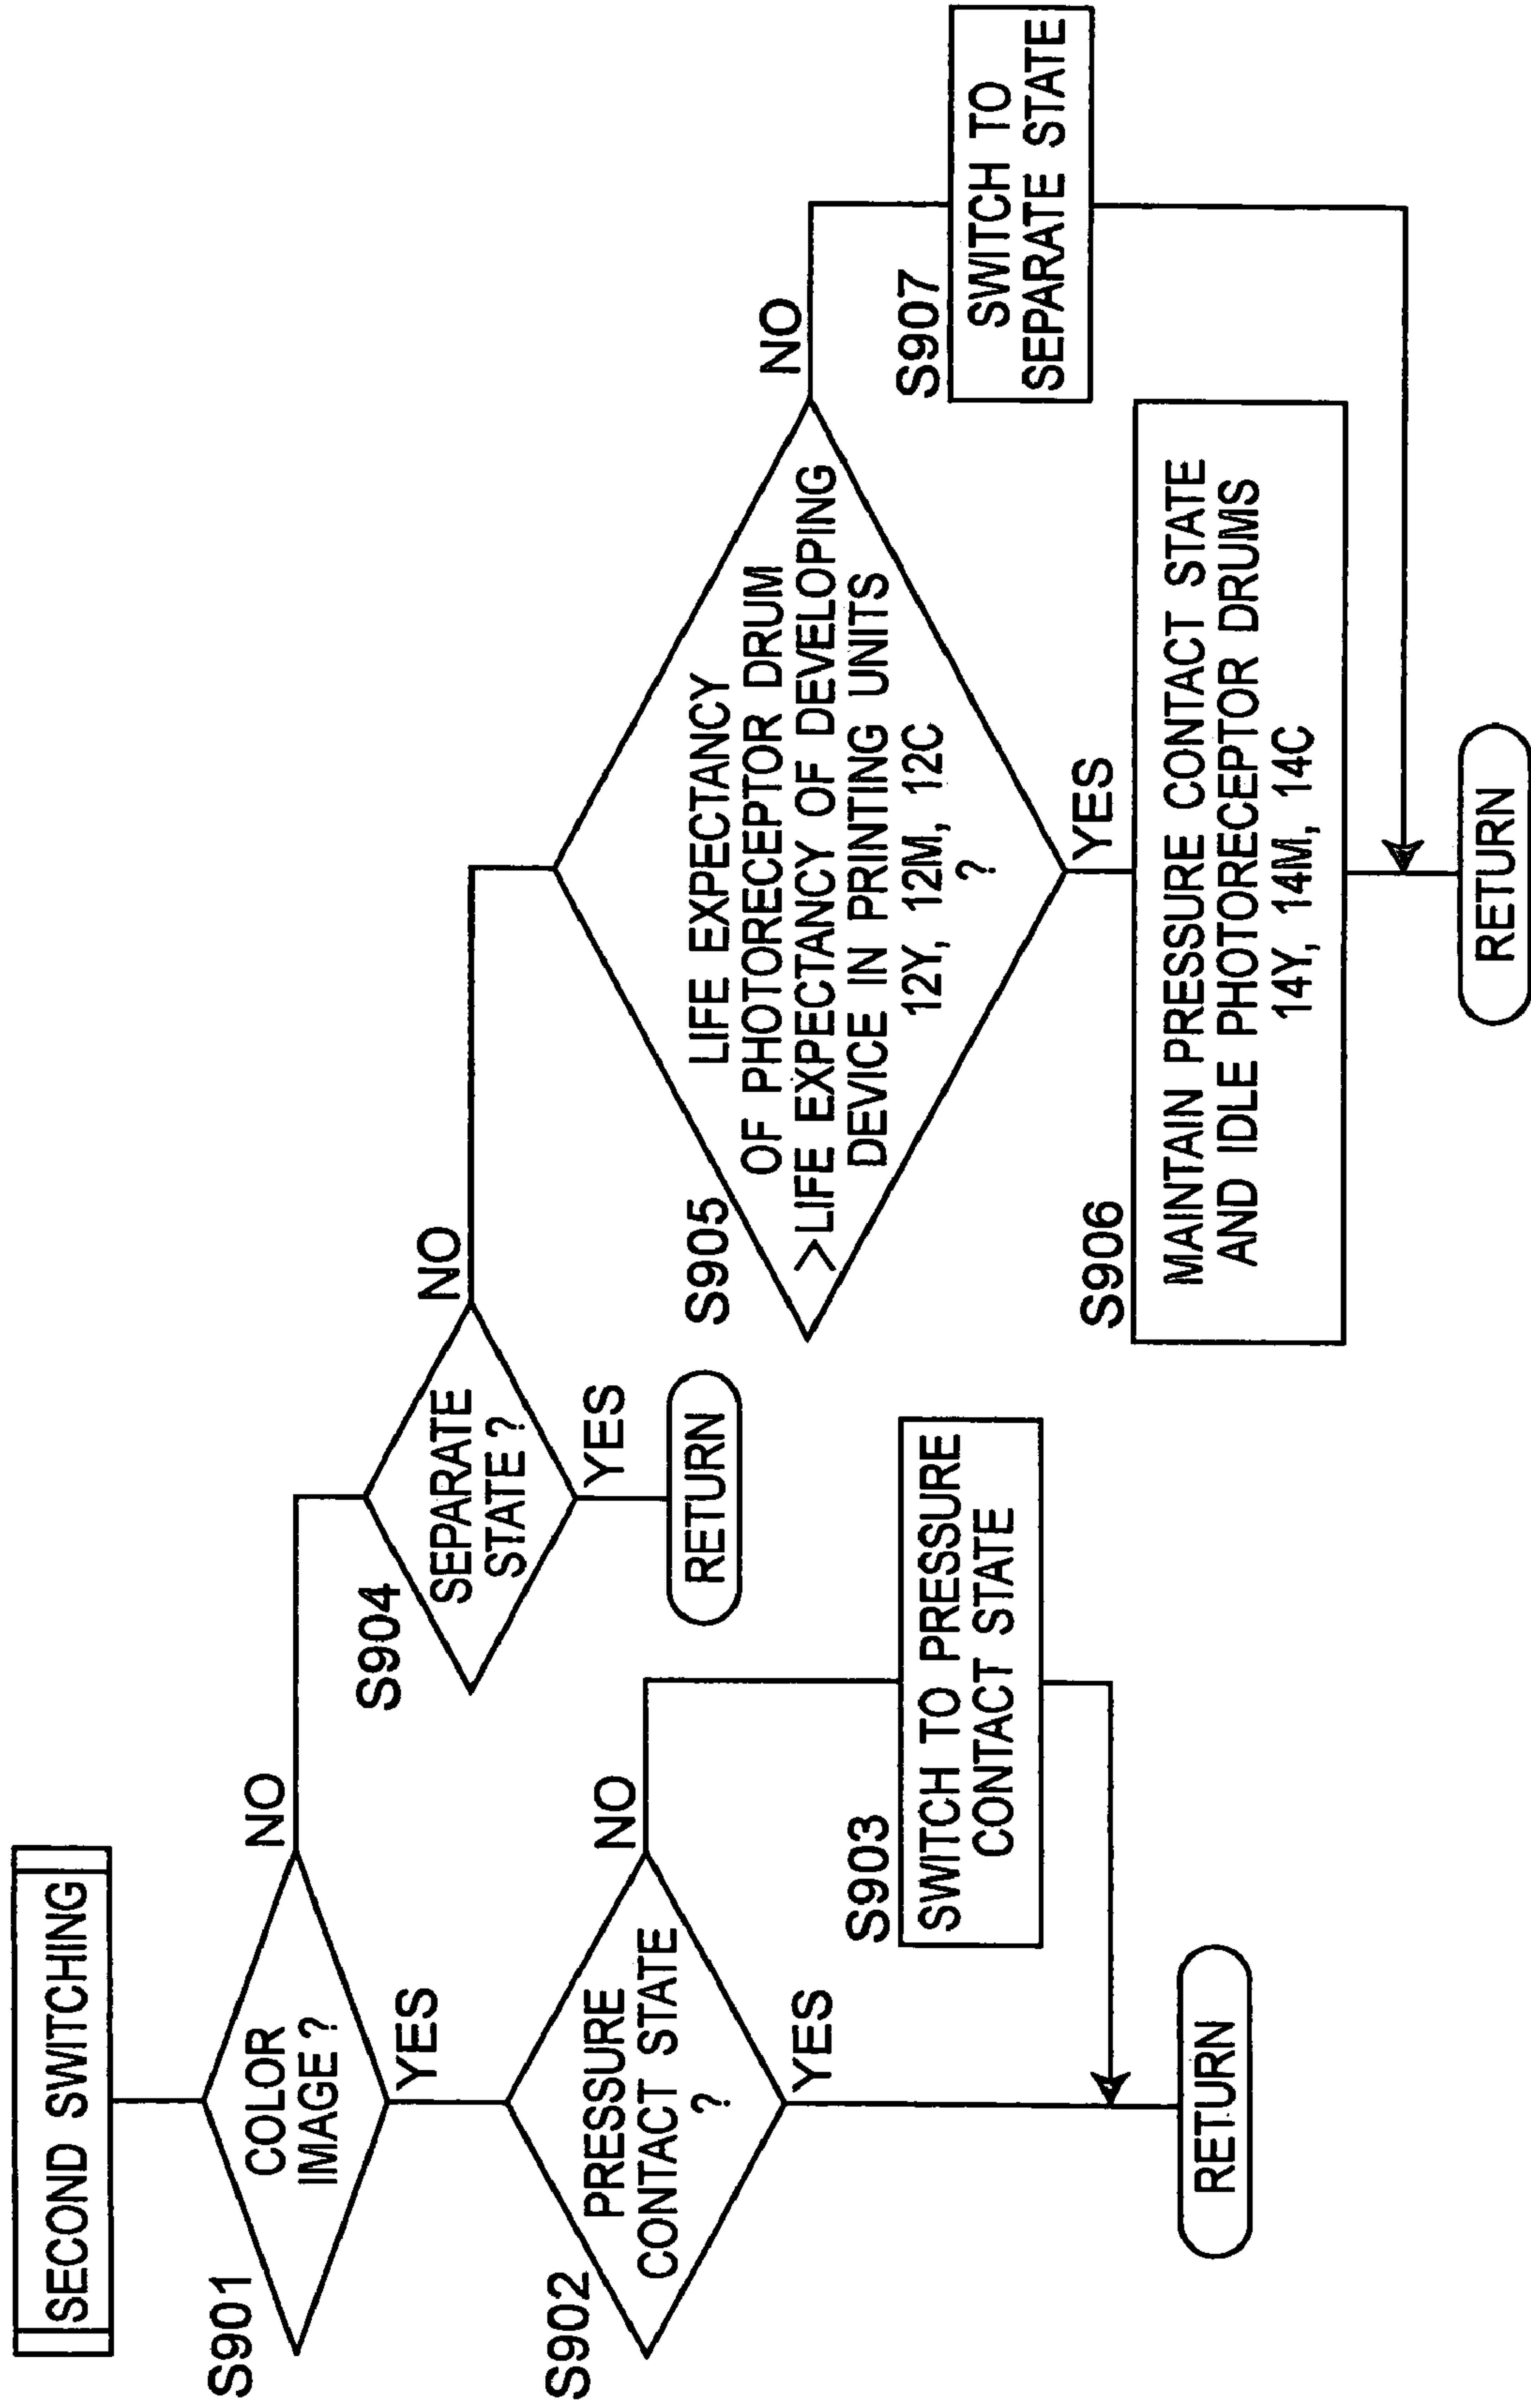 SECOND SWITCHING
S901
COLOR
IMAGE ?
NO
YES
S902
PRESSURE
CONTACT STATE
?
NO
YES
S903
SWITCH TO PRESSURE
CONTACT STATE
RETURN
S904
SEPARATE
STATE ?
NO
YES
RETURN
S905
LIFE EXPECTANCY
OF PHOTORECEPTOR DRUM
>LIFE EXPECTANCY OF DEVELOPING
DEVICE IN PRINTING UNITS
12Y, 12M, 12C
?
NO
YES
S906
MAINTAIN PRESSURE CONTACT STATE
AND IDLE PHOTORECEPTOR DRUMS
14Y, 14M, 14C
S907
SWITCH TO
SEPARATE STATE
RETURN